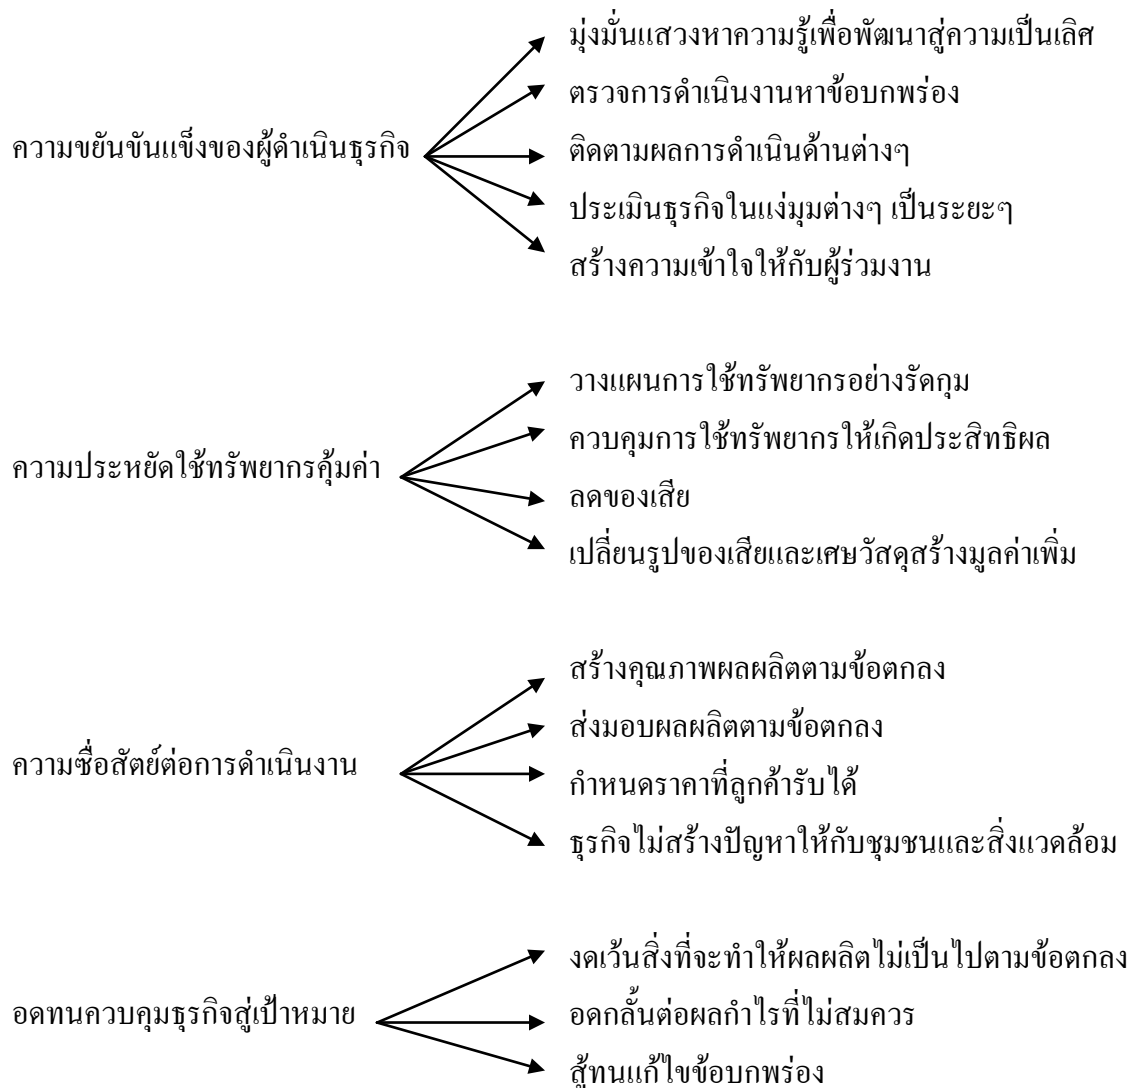 มุ่งมั่นแสวงหาความรู้เพื่อพัฒนาสู่ความเป็นเลิศ
ตรวจการดำเนินงานหาข้อบกพร่อง
ความขยันขันแข็งของผู้ดำเนินธุรกิจ
ติดตามผลการดำเนินด้านต่างๆ
ประเมินธุรกิจในแง่มุมต่างๆ เป็นระยะๆ
สร้างความเข้าใจให้กับผู้ร่วมงาน
วางแผนการใช้ทรัพยากรอย่างรัดกุม
ควบคุมการใช้ทรัพยากรให้เกิดประสิทธิผล
ความประหยัดใช้ทรัพยากรคุ้มค่า
ลดของเสีย
เปลี่ยนรูปของเสียและเศษวัสดุสร้างมูลค่าเพิ่ม
สร้างคุณภาพผลผลิตตามข้อตกลง
ส่งมอบผลผลิตตามข้อตกลง
ความซื่อสัตย์ต่อการดำเนินงาน
กำหนดราคาที่ลูกค้ารับได้
ธุรกิจไม่สร้างปัญหาให้กับชุมชนและสิ่งแวดล้อม
งดเว้นสิ่งที่จะทำให้ผลผลิตไม่เป็นไปตามข้อตกลง
อดทนควบคุมธุรกิจสู่เป้าหมาย
อดกลั้นต่อผลกำไรที่ไม่สมควร
สู้ทนแก้ไขข้อบกพร่อง